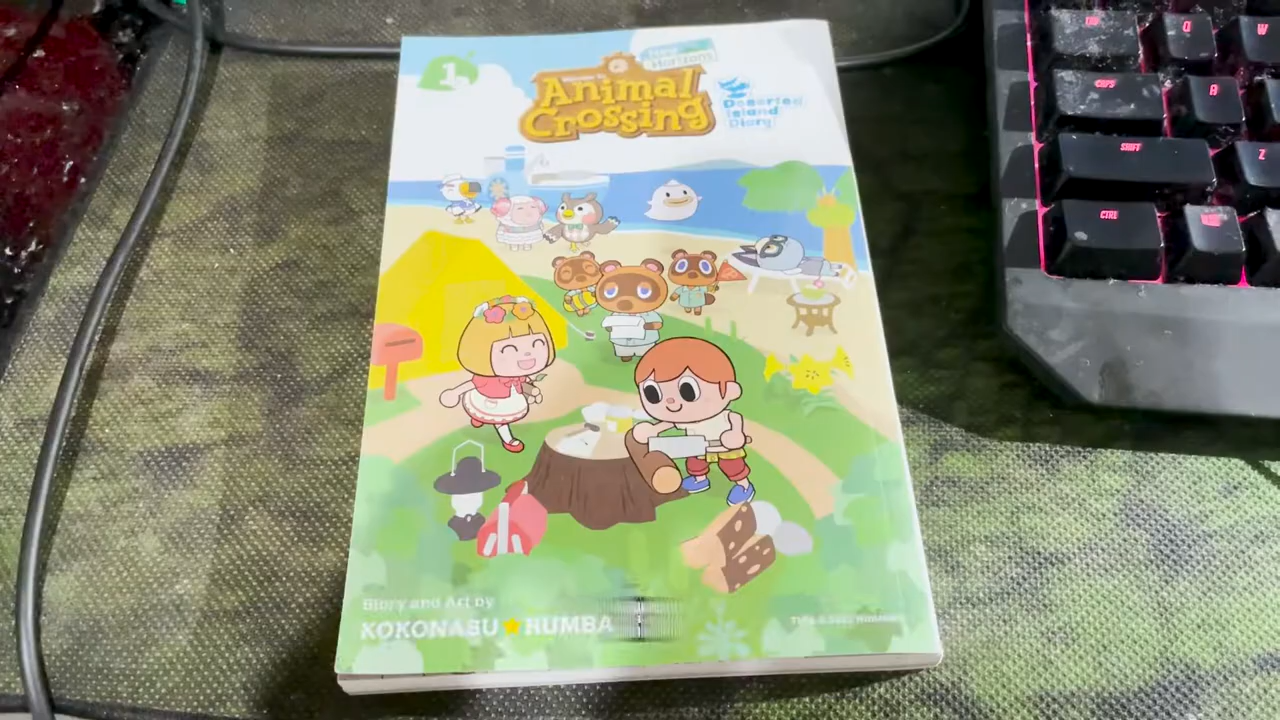 1
New
Horizons
Animal
Crossing
Deserted
Island
Diary
Story and Art by
KOKONASU★RUMBA
Q
W
CAPS
A
SHIFT
Z
CTRL